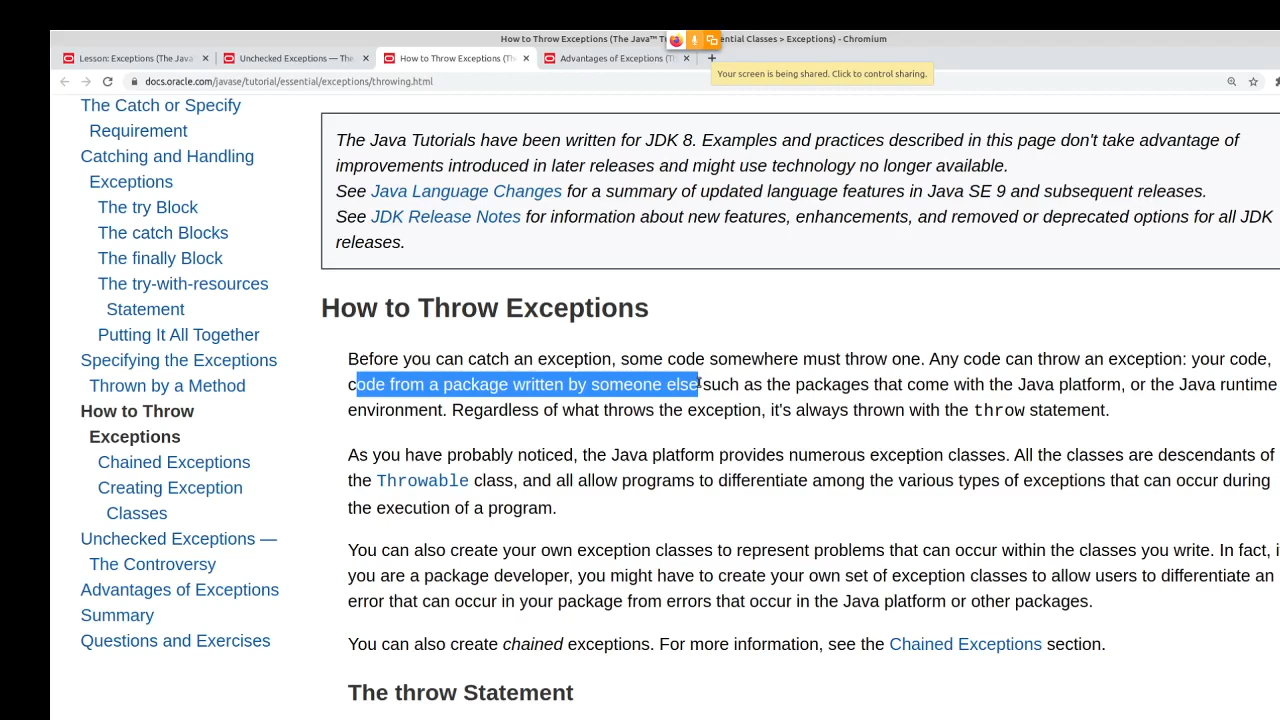 How to Throw Exceptions (The Java™ T ential Classes > Exceptions) - Chromium
Lesson: Exceptions (The Java
Unchecked Exceptions — The
How to Throw Exceptions (Th
Advantages of Exceptions (T
Your screen is being shared. Click to control sharing.
docs.oracle.com/javase/tutorial/essential/exceptions/throwing.html
The Catch or Specify
Requirement
Catching and Handling
Exceptions
The try Block
The catch Blocks
The finally Block
The try-with-resources
Statement
Putting It All Together
Specifying the Exceptions
Thrown by a Method
How to Throw
Exceptions
Chained Exceptions
Creating Exception
Classes
Unchecked Exceptions —
The Controversy
Advantages of Exceptions
Summary
Questions and Exercises
The Java Tutorials have been written for JDK 8. Examples and practices described in this page don't take advantage of
improvements introduced in later releases and might use technology no longer available.
See Java Language Changes for a summary of updated language features in Java SE 9 and subsequent releases.
See JDK Release Notes for information about new features, enhancements, and removed or deprecated options for all JDK
releases.
How to Throw Exceptions
Before you can catch an exception, some code somewhere must throw one. Any code can throw an exception: your code,
code from a package written by someone else such as the packages that come with the Java platform, or the Java runtime
environment. Regardless of what throws the exception, it's always thrown with the throw statement.
As you have probably noticed, the Java platform provides numerous exception classes. All the classes are descendants of
the Throwable class, and all allow programs to differentiate among the various types of exceptions that can occur during
the execution of a program.
You can also create your own exception classes to represent problems that can occur within the classes you write. In fact, i
you are a package developer, you might have to create your own set of exception classes to allow users to differentiate an
error that can occur in your package from errors that occur in the Java platform or other packages.
You can also create chained exceptions. For more information, see the Chained Exceptions section.
The throw Statement